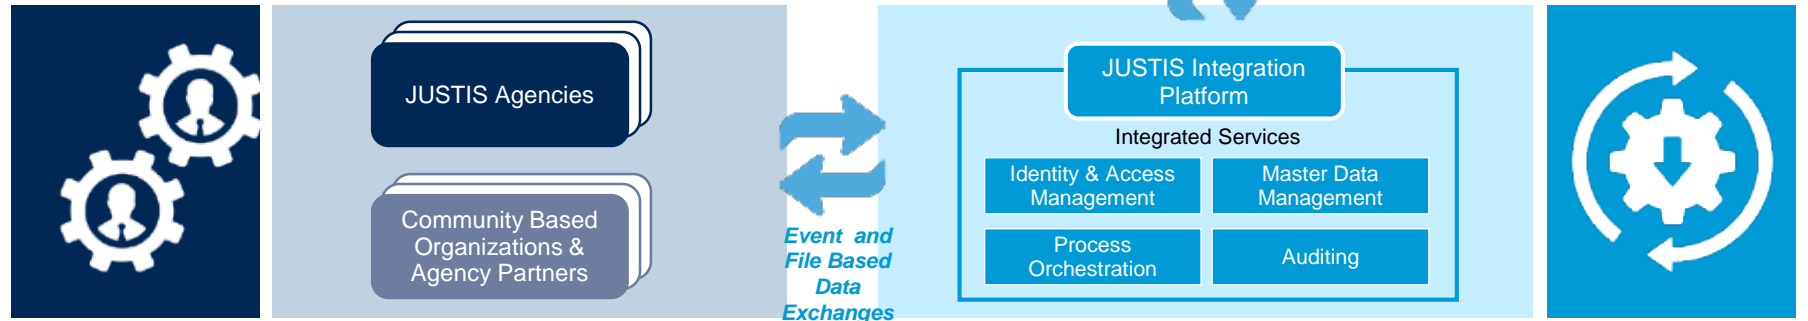 JUSTIS Agencies
Community Based
Organizations &
Agency Partners
Event and
File Based
Data
Exchanges
JUSTIS Integration
Platform
Integrated Services
Identity & Access
Management
Master Data
Management
Process
Orchestration
Auditing